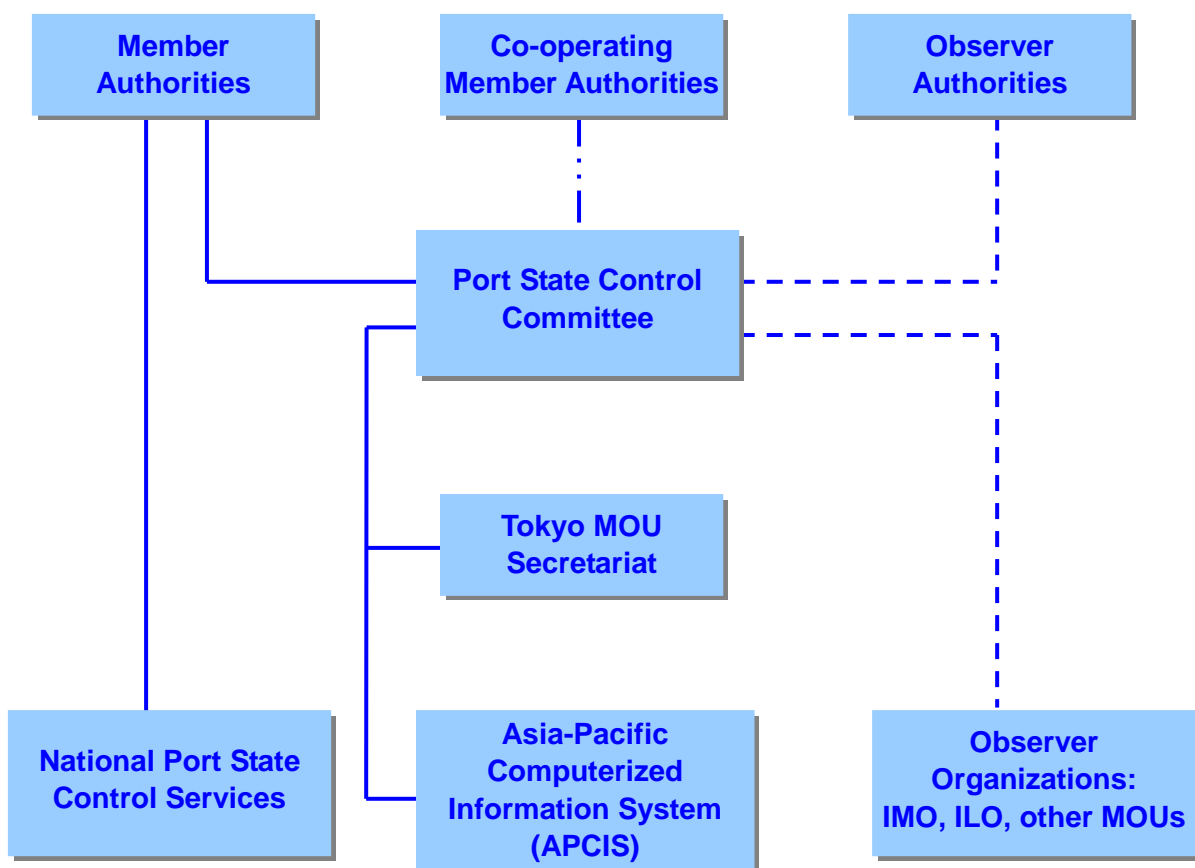 Member
Authorities
Co-operating
Member Authorities
Observer
Authorities
Port State Control
Committee
Tokyo MOU
Secretariat
National Port State
Control Services
Asia-Pacific
Computerized
Information System
(APCIS)
Observer
Organizations:
IMO, ILO, other MOUs